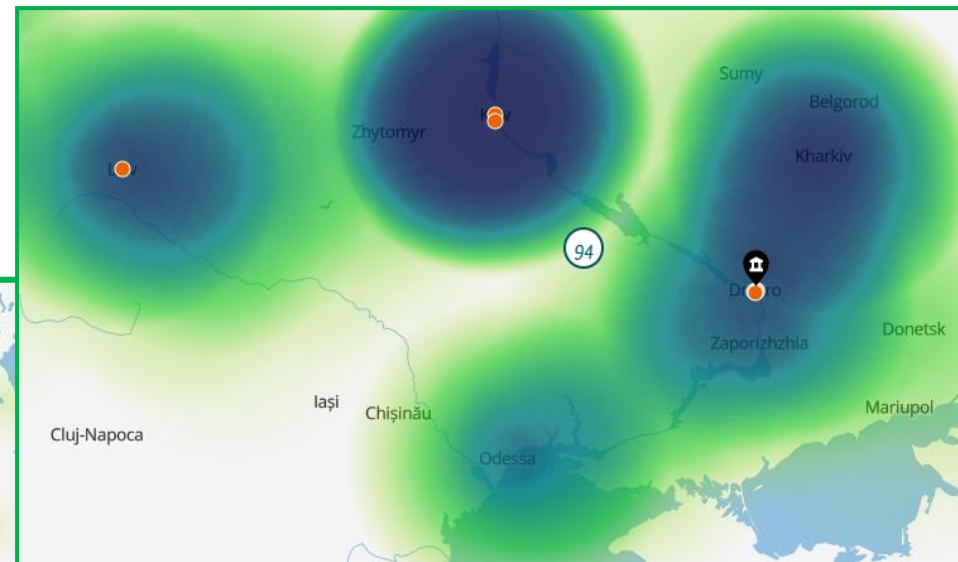 Sumy
Belgorod
Zhytomyr
Kharkiv
94
Donetsk
Zaporizhzhia
Iași
Chișinău
Mariupol
Cluj-Napoca
Odessa